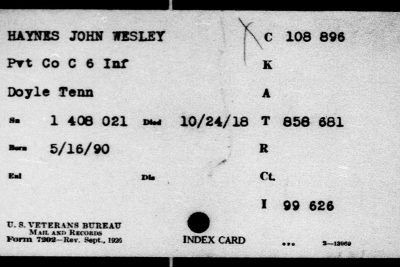 HAYNES JOHN WESLEY C 108 896
Pvt Co C 6 Inf K
Doyle Tenn A
Sn 1 408 021 Died 10/24/18 T 858 681
Born 5/16/90 R
Enl Dis Ct.
I 99 626
U. S. VETERANS BUREAU
MAIL AND RECORDS
Form 7202—Rev. Sept., 1926 INDEX CARD 2—13969